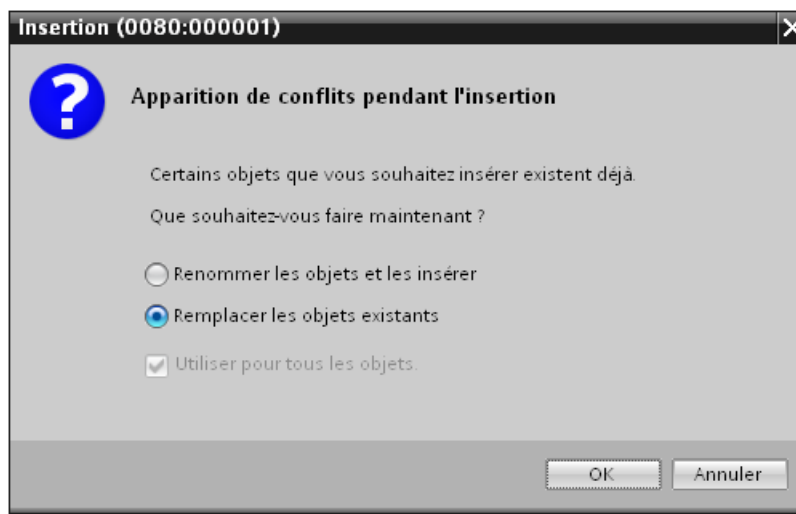 Insertion (0080:000001)
Apparition de conflits pendant l'insertion
Certains objets que vous souhaitez insérer existent déjà.
Que souhaitez-vous faire maintenant ?
Renommer les objets et les insérer
Remplacer les objets existants
Utiliser pour tous les objets.
OK
Annuler